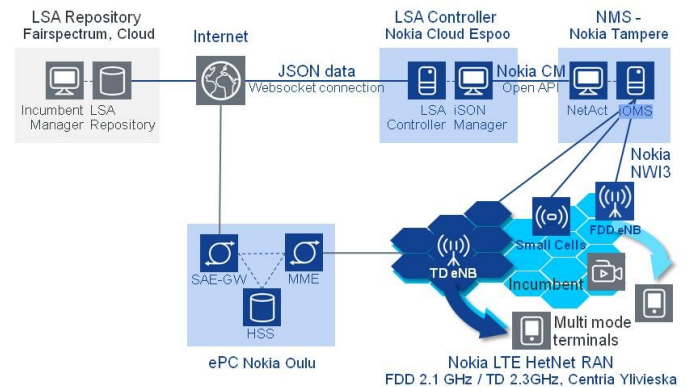 LSA Repository
Fairspectrum, Cloud
Incumbent
Manager
LSA
Repository
Internet
JSON data
Websocket connection
LSA Controller
Nokia Cloud Espoo
LSA
Controller
iSON
Manager
Nokia CM
Open API
NMS -
Nokia Tampere
NetAct
iOMS
Nokia
NWI3
SAE-GW
MME
HSS
ePC Nokia Oulu
TD eNB
Small Cells
FDD eNB
Incumbent
Multi mode
terminals
Nokia LTE HetNet RAN
FDD 2.1 GHz / TD 2.3GHz, Centria Ylivieska